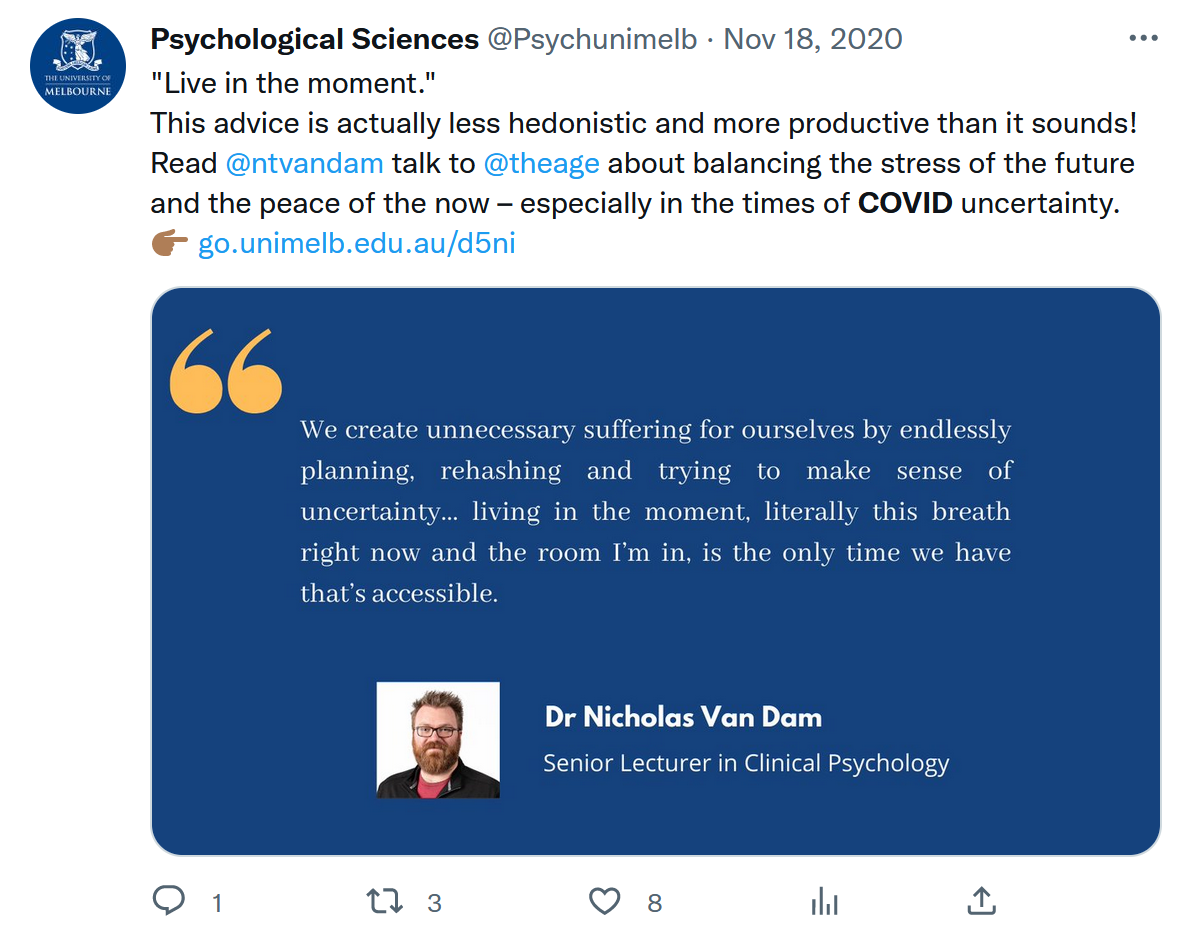 THE UNIVERSITY OF
MELBOURNE
Psychological Sciences @Psychunimelb · Nov 18, 2020
"Live in the moment."
This advice is actually less hedonistic and more productive than it sounds!
Read @ntvandam talk to @theage about balancing the stress of the future
and the peace of the now – especially in the times of COVID uncertainty.
go.unimelb.edu.au/d5ni
“
We create unnecessary suffering for ourselves by endlessly
planning, rehashing and trying to make sense of
uncertainty... living in the moment, literally this breath
right now and the room I’m in, is the only time we have
that’s accessible.
Dr Nicholas Van Dam
Senior Lecturer in Clinical Psychology
1 3 8